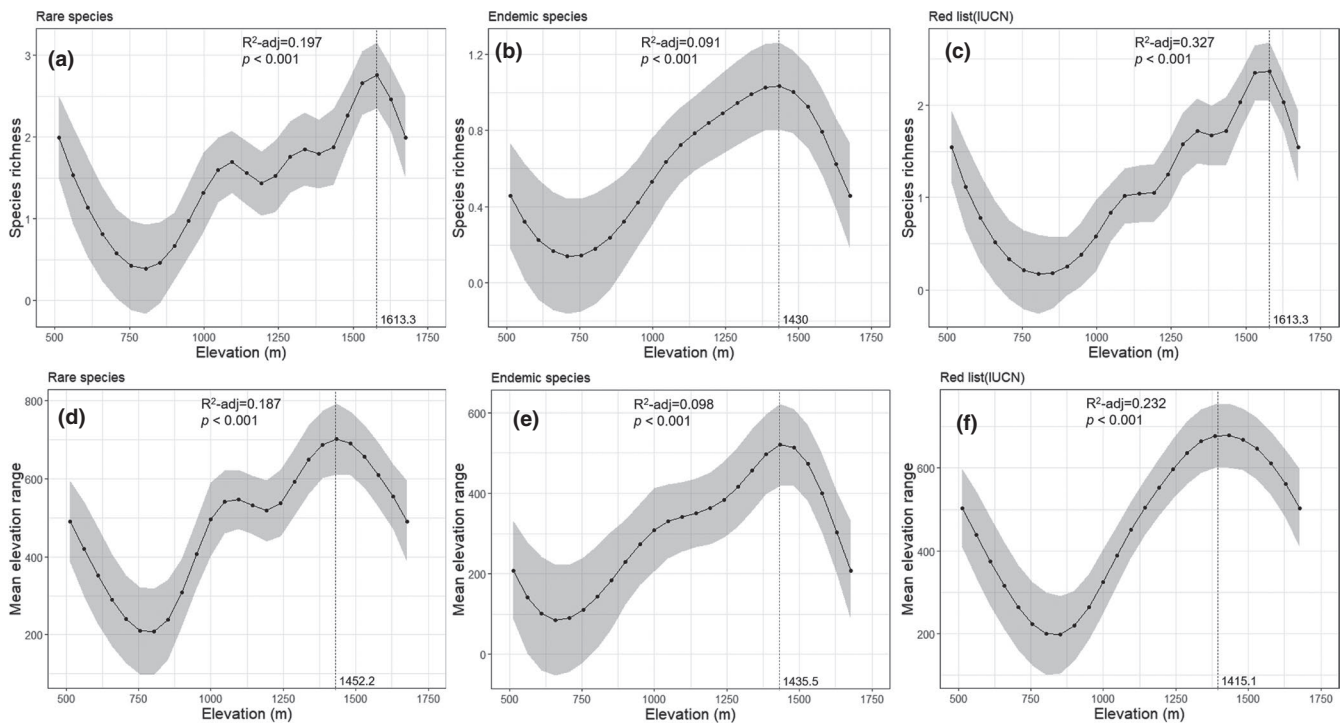 Rare species
(a)
R²-adj=0.197
p < 0.001
Species richness
3
2
1
0
500
750
1000
1250
1500
1750
1613.3
Elevation (m)
Endemic species
(b)
R²-adj=0.091
p < 0.001
Species richness
1.2
0.8
0.4
0.0
500
750
1000
1250
1500
1750
1430
Elevation (m)
Red list(IUCN)
(c)
R²-adj=0.327
p < 0.001
Species richness
2
1
0
500
750
1000
1250
1500
1750
1613.3
Elevation (m)
Rare species
(d)
R²-adj=0.187
p < 0.001
Mean elevation range
800
600
400
200
500
750
1000
1250
1500
1750
1452.2
Elevation (m)
Endemic species
(e)
R²-adj=0.098
p < 0.001
Mean elevation range
600
400
200
0
500
750
1000
1250
1500
1750
1435.5
Elevation (m)
Red list(IUCN)
(f)
R²-adj=0.232
p < 0.001
Mean elevation range
600
400
200
500
750
1000
1250
1500
1750
1415.1
Elevation (m)